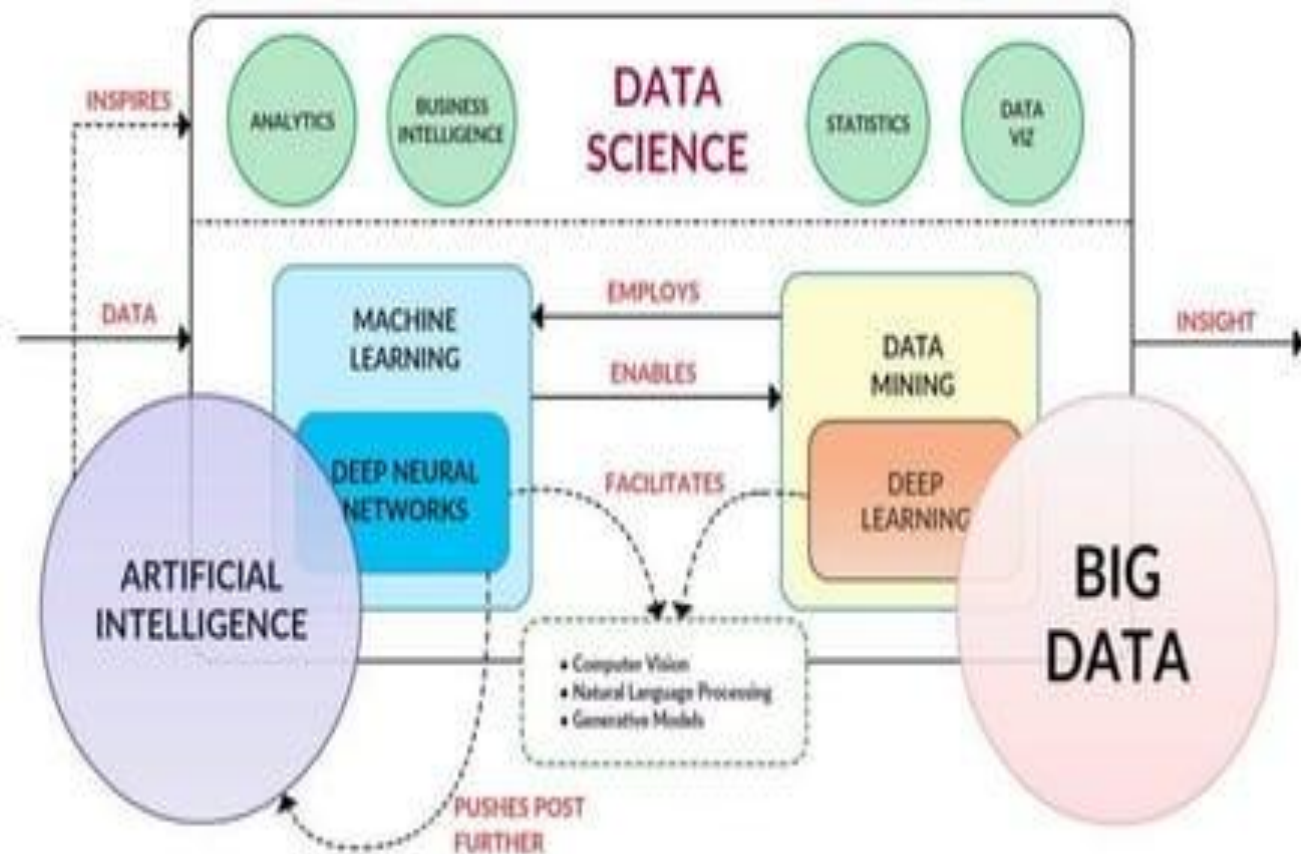 DATA
SCIENCE
ANALYTICS
BUSINESS
INTELLIGENCE
STATISTICS
DATA
VIZ
INSPIRES
DATA
INSIGHT
MACHINE
LEARNING
EMPLOYS
ENABLES
DATA
MINING
DEEP NEURAL
NETWORKS
FACILITATES
DEEP
LEARNING
ARTIFICIAL
INTELLIGENCE
BIG
DATA
• Computer Vision
• Natural Language Processing
• Generative Models
PUSHES POST
FURTHER